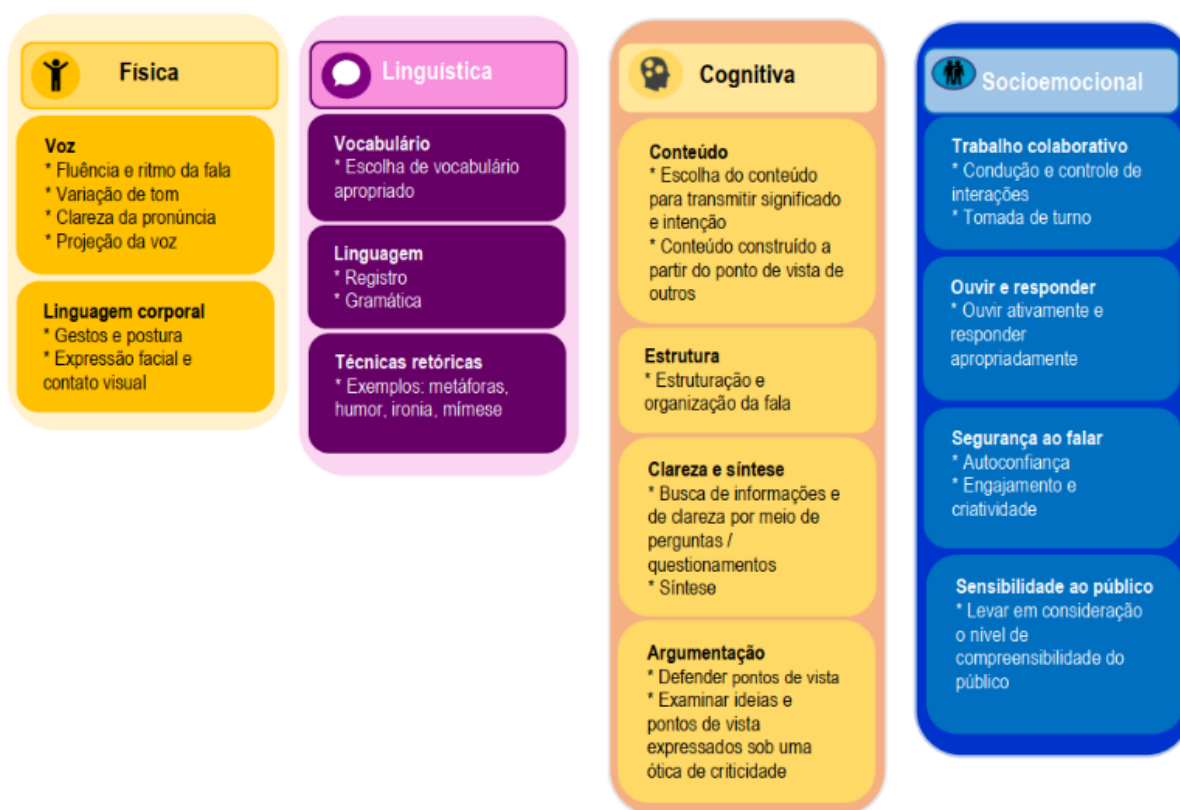 Física
Voz
* Fluência e ritmo da fala
* Variação de tom
* Clareza da pronúncia
* Projeção da voz
Linguagem corporal
* Gestos e postura
* Expressão facial e
contato visual
Linguística
Vocabulário
* Escolha de vocabulário
apropriado
Linguagem
* Registro
* Gramática
Técnicas retóricas
* Exemplos: metáforas,
humor, ironia, mímese
Cognitiva
Conteúdo
* Escolha do conteúdo
para transmitir significado
e intenção
* Conteúdo construído a
partir do ponto de vista de
outros
Estrutura
* Estruturação e
organização da fala
Clareza e síntese
* Busca de informações e
de clareza por meio de
perguntas /
questionamentos
* Síntese
Argumentação
* Defender pontos de vista
* Examinar ideias e
pontos de vista
expressados sob uma
ótica de criticidade
Socioemocional
Trabalho colaborativo
* Condução e controle de
interações
* Tomada de turno
Ouvir e responder
* Ouvir ativamente e
responder
apropriadamente
Segurança ao falar
* Autoconfiança
* Engajamento e
criatividade
Sensibilidade ao público
* Levar em consideração
o nível de
compreensibilidade do
público